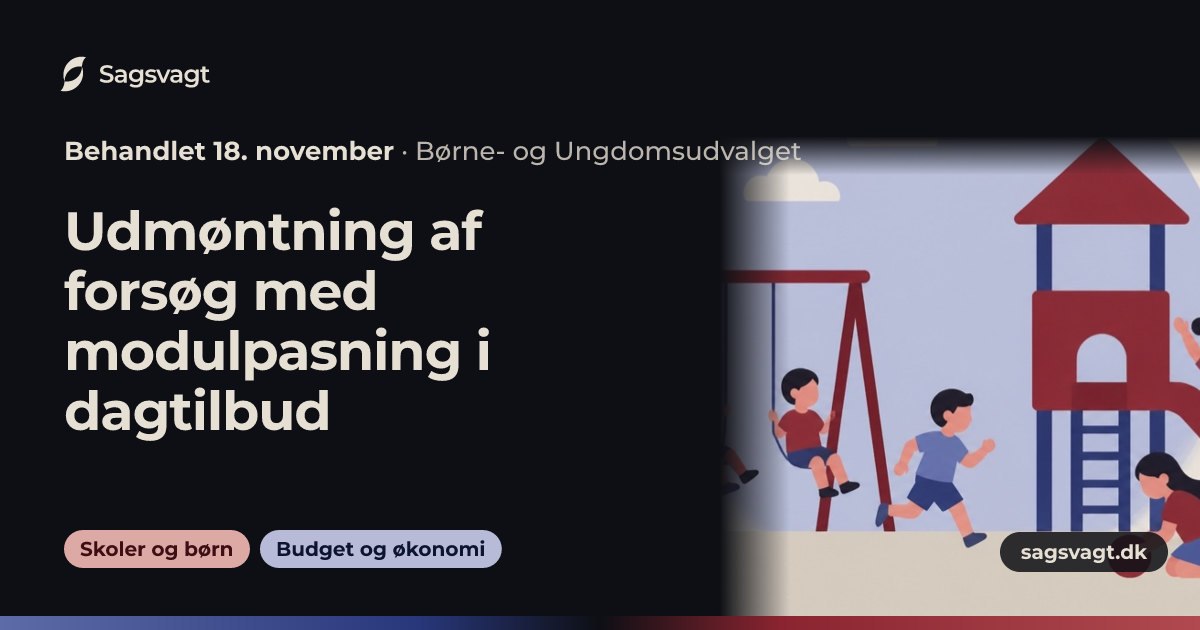 Sagsvagt
Behandlet 18. november · Børne- og Ungdomsudvalget
Udmøntning af
forsøg med
modulpasning i
dagtilbud
Skoler og børn
Budget og økonomi
sagsvagt.dk